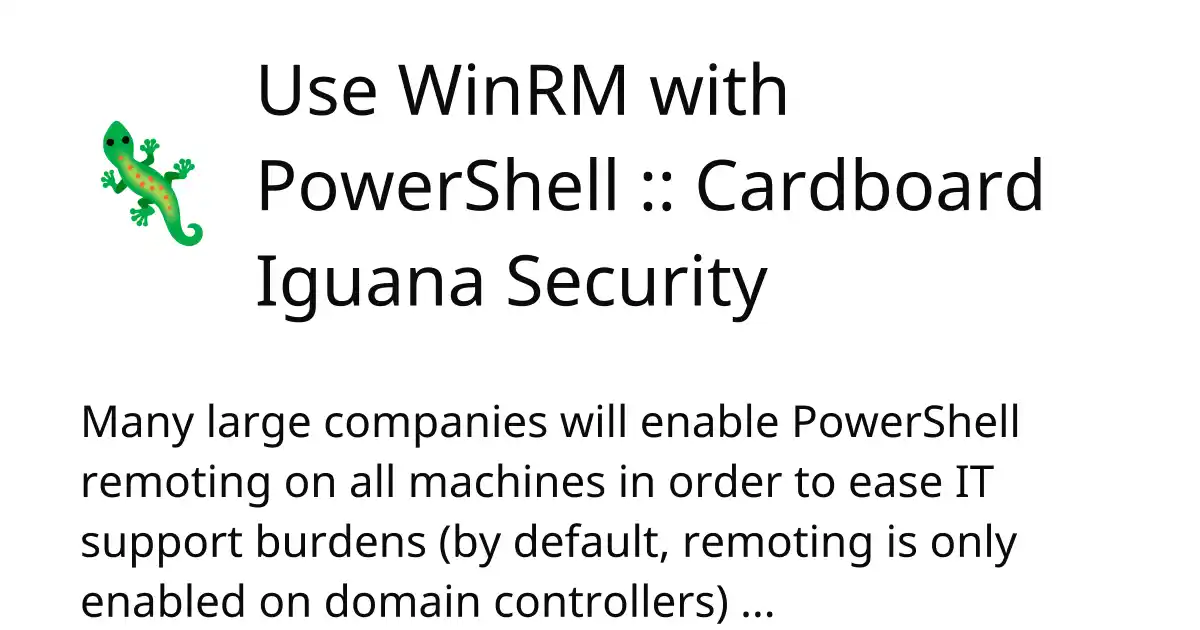 Use WinRM with
PowerShell :: Cardboard
Iguana Security
Many large companies will enable PowerShell
remoting on all machines in order to ease IT
support burdens (by default, remoting is only
enabled on domain controllers) ...